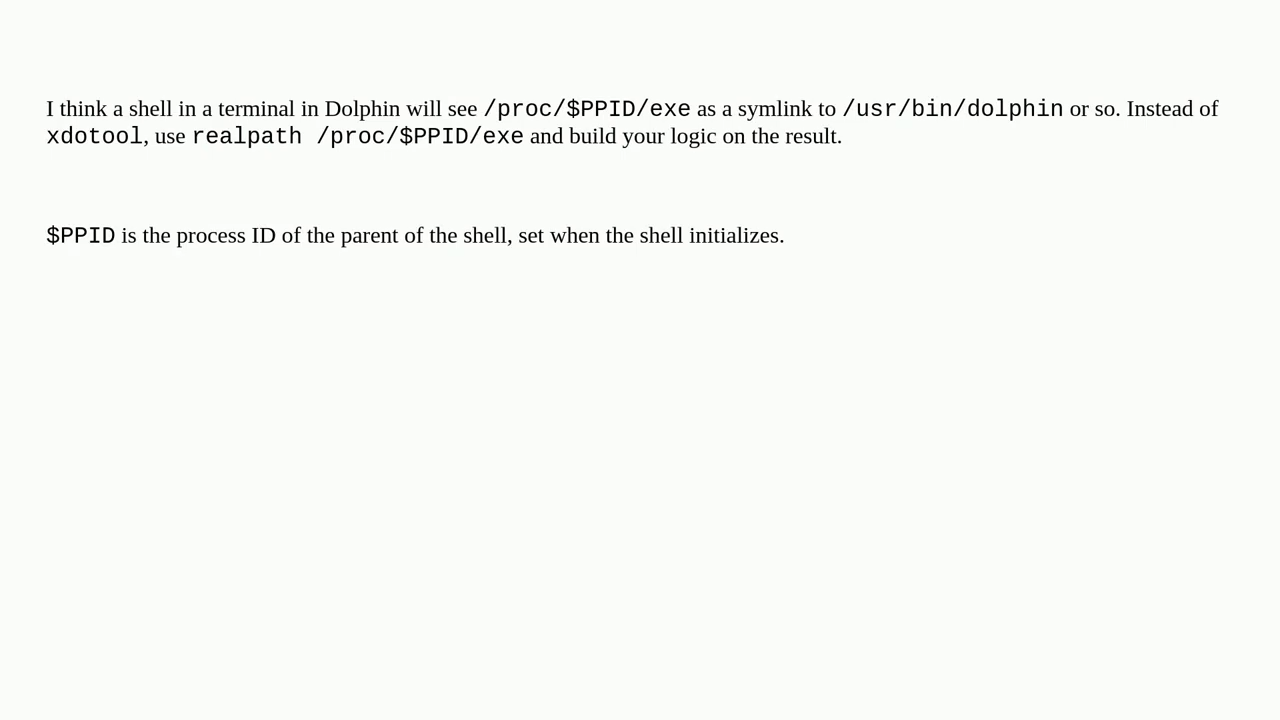 I think a shell in a terminal in Dolphin will see /proc/$PPID/exe as a symlink to /usr/bin/dolphin or so. Instead of
xdotool, use realpath /proc/$PPID/exe and build your logic on the result.
$PPID is the process ID of the parent of the shell, set when the shell initializes.